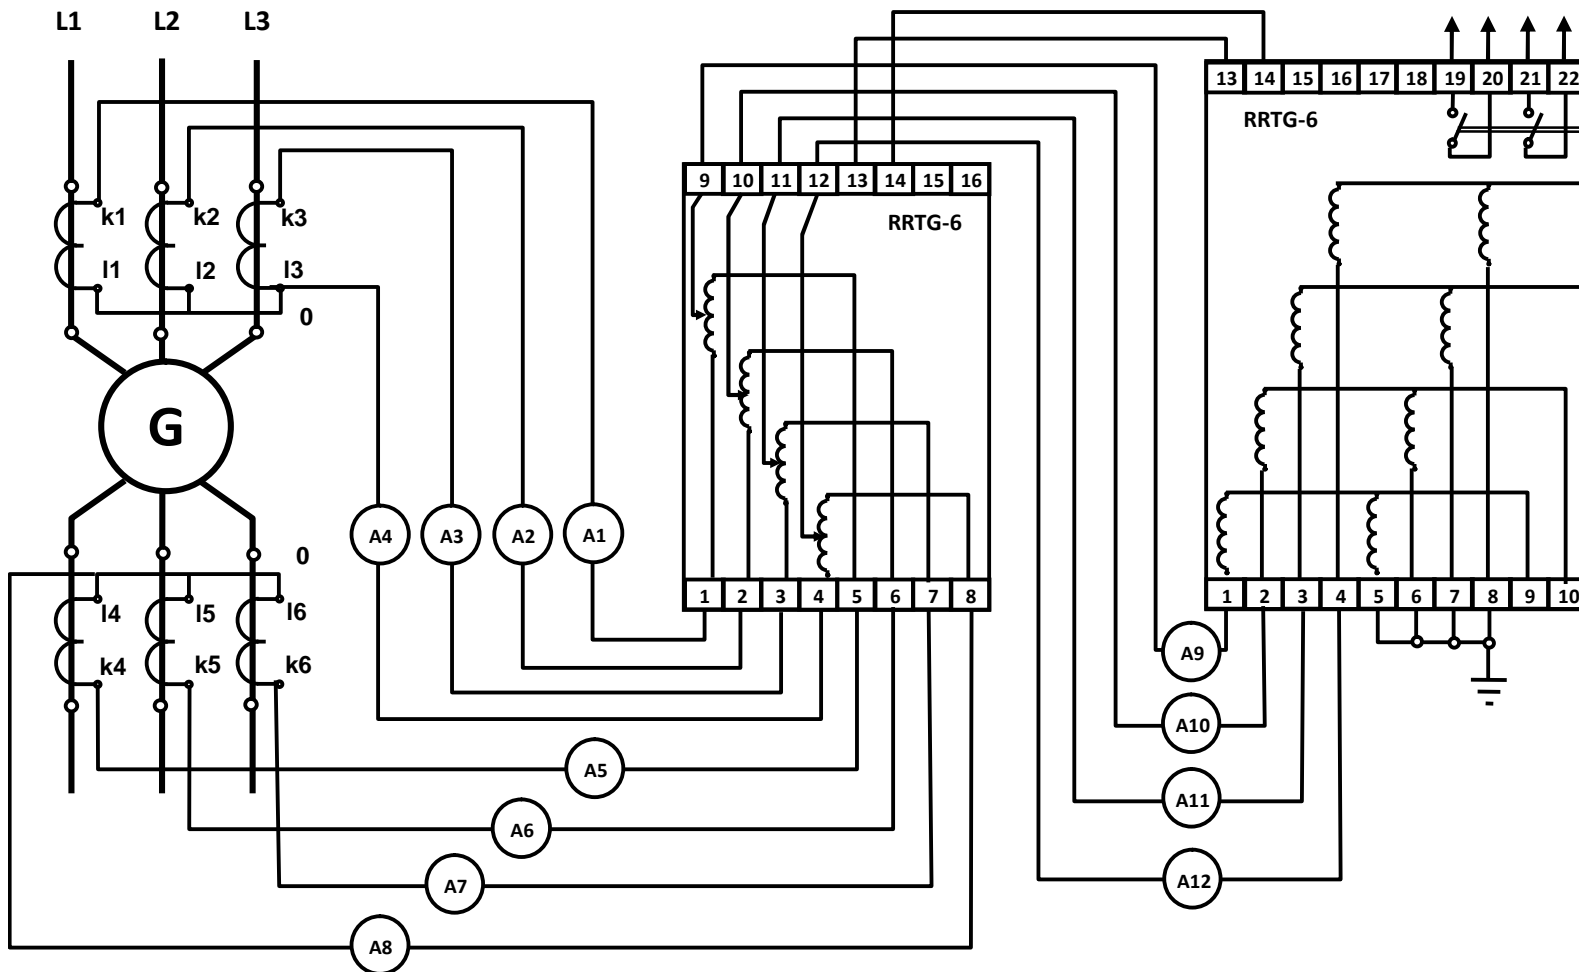 L1 L2 L3
13 14 15 16 17 18 19 20 21 22
RRTG-6
9 10 11 12 13 14 15 16
RRTG-6
k1 k2 k3
l1 l2 l3
0
G
A4 A3 A2 A1
0
l4 l5 l6
k4 k5 k6
1 2 3 4 5 6 7 8
1 2 3 4 5 6 7 8 9 10
A9
A10
A5
A11
A6
A7
A12
A8